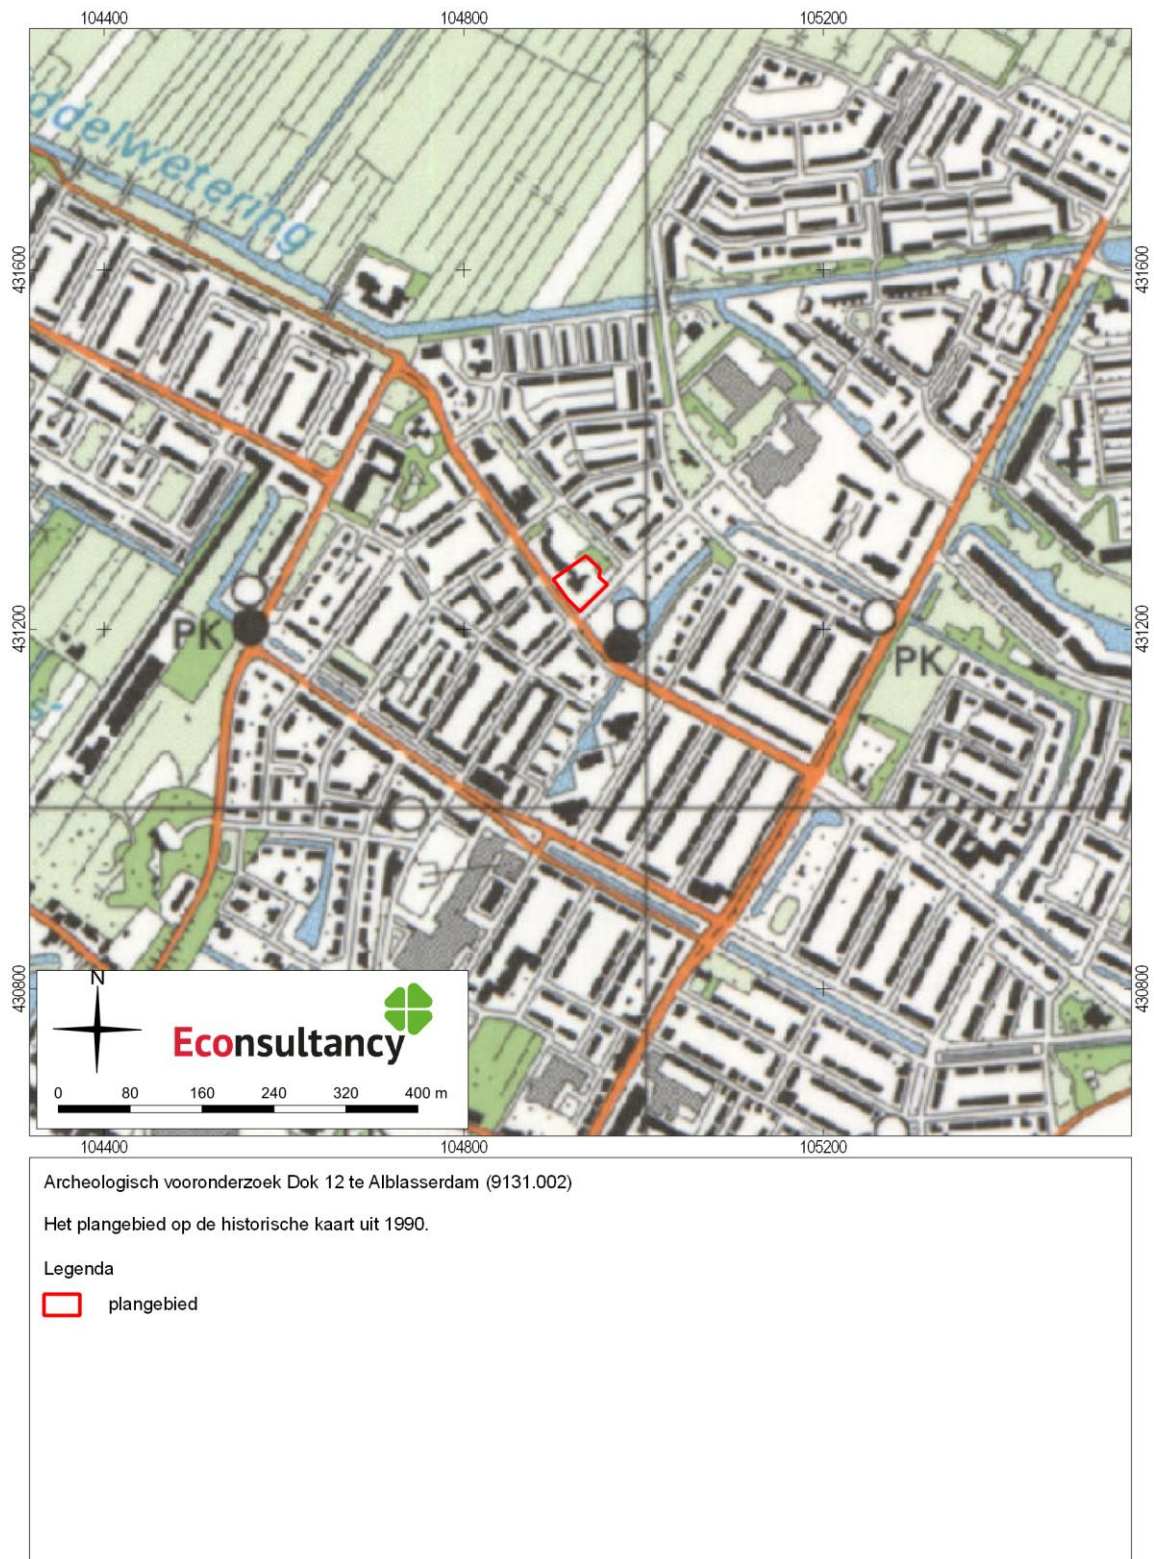 104400 104800 105200
ddelwetering
431600 431600
PK
431200 431200
PK
s-
430800 430800
N
Econsultancy
0 80 160 240 320 400 m
104400 104800 105200
Archeologisch vooronderzoek Dok 12 te Alblasserdam (9131.002)
Het plangebied op de historische kaart uit 1990.
Legenda
plangebied